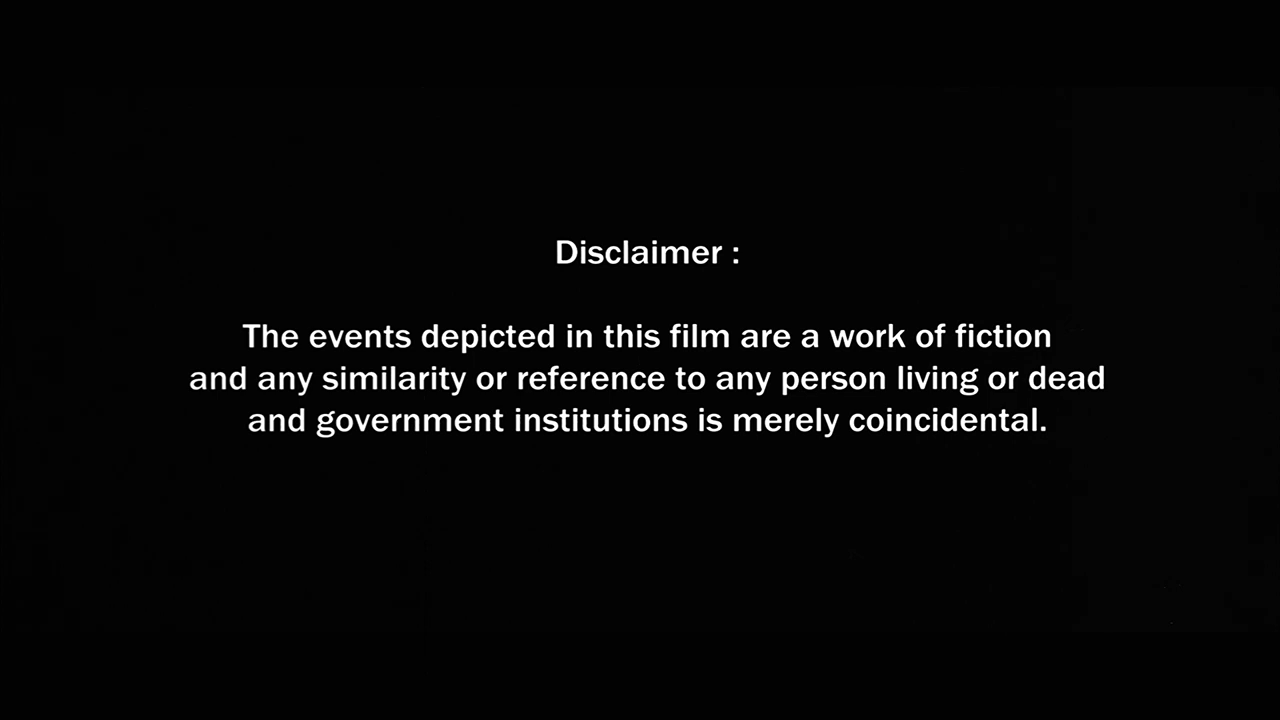 Disclaimer :
The events depicted in this film are a work of fiction
and any similarity or reference to any person living or dead
and government institutions is merely coincidental.